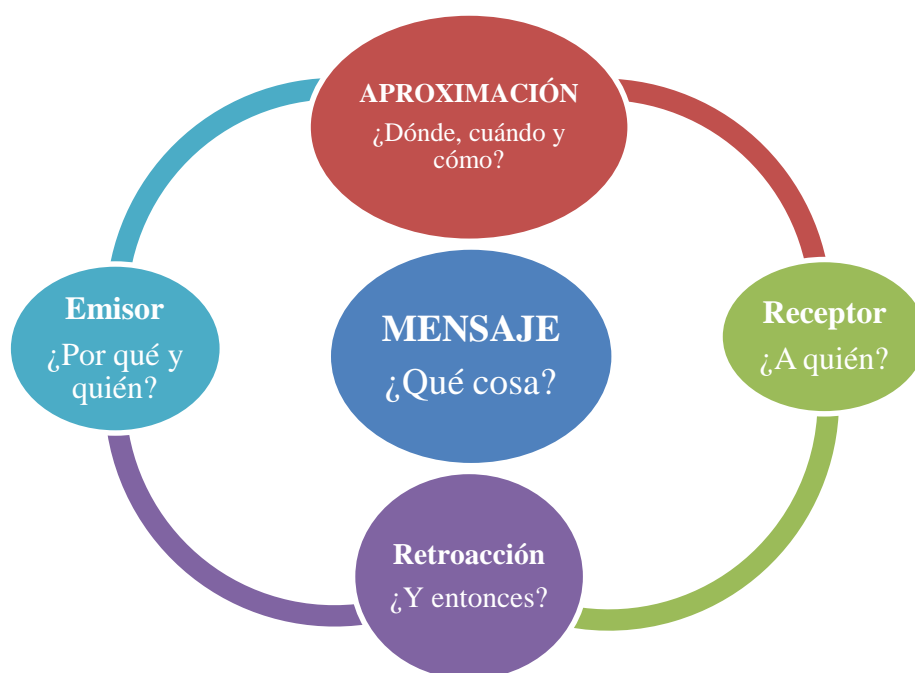 APROXIMACIÓN
¿Dónde, cuándo y
cómo?
Emisor
¿Por qué y
quién?
MENSAJE
¿Qué cosa?
Receptor
¿A quién?
Retroacción
¿Y entonces?